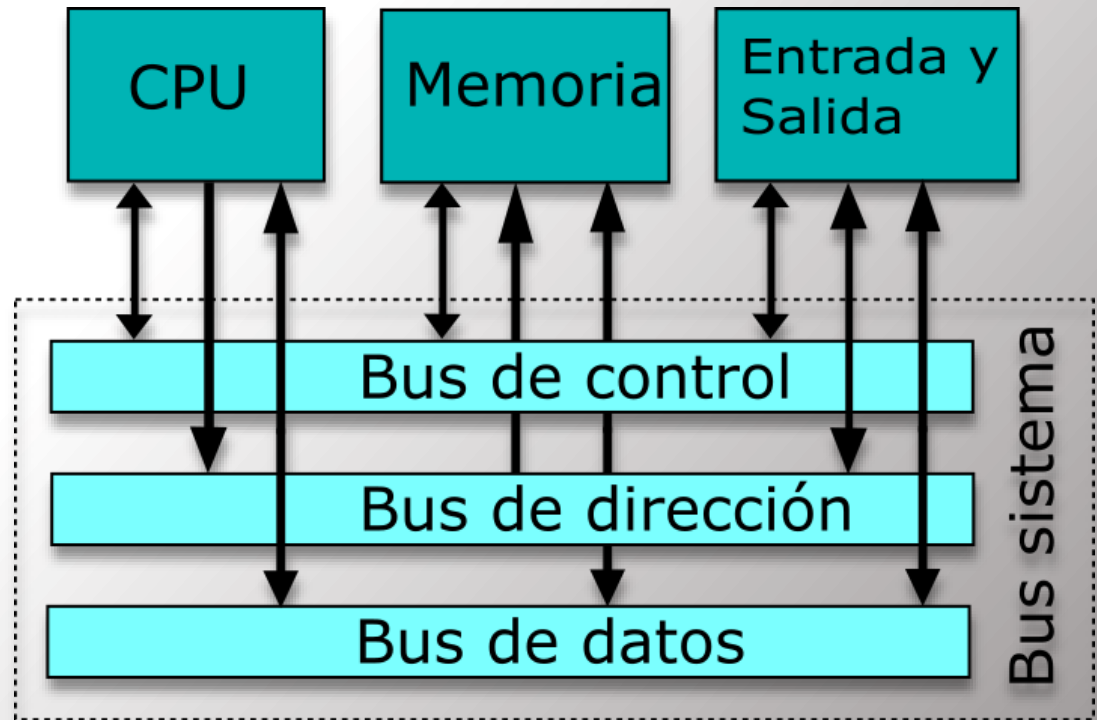 CPU
Memoria
Entrada y
Salida
Bus de control
Bus de dirección
Bus de datos
Bus sistema